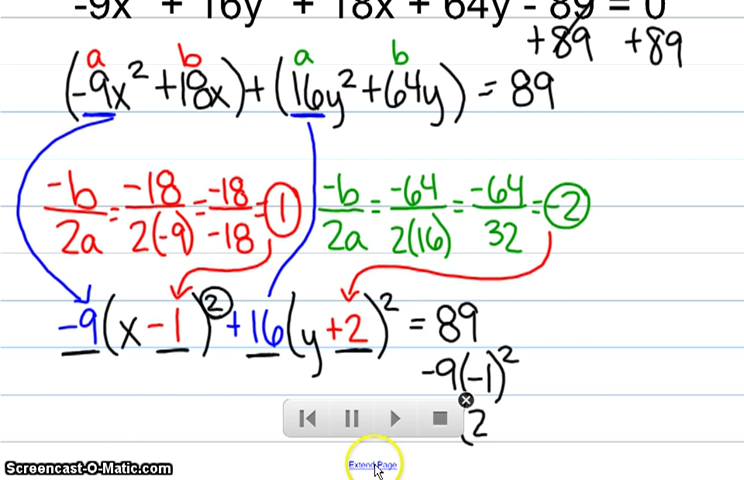 -9x² + 16y² + 18x + 64y - 89 = 0
+89 +89
a b a b
(-9x² + 18x) + (16y² + 64y) = 89
-b/2a = -18/2(-9) = -18/-18 = 1 -b/2a = -64/2(16) = -64/32 = -2
-9(x - 1)² + 16(y + 2)² = 89
-9(-1)²
(2
Extend Page
Screencast-O-Matic.com